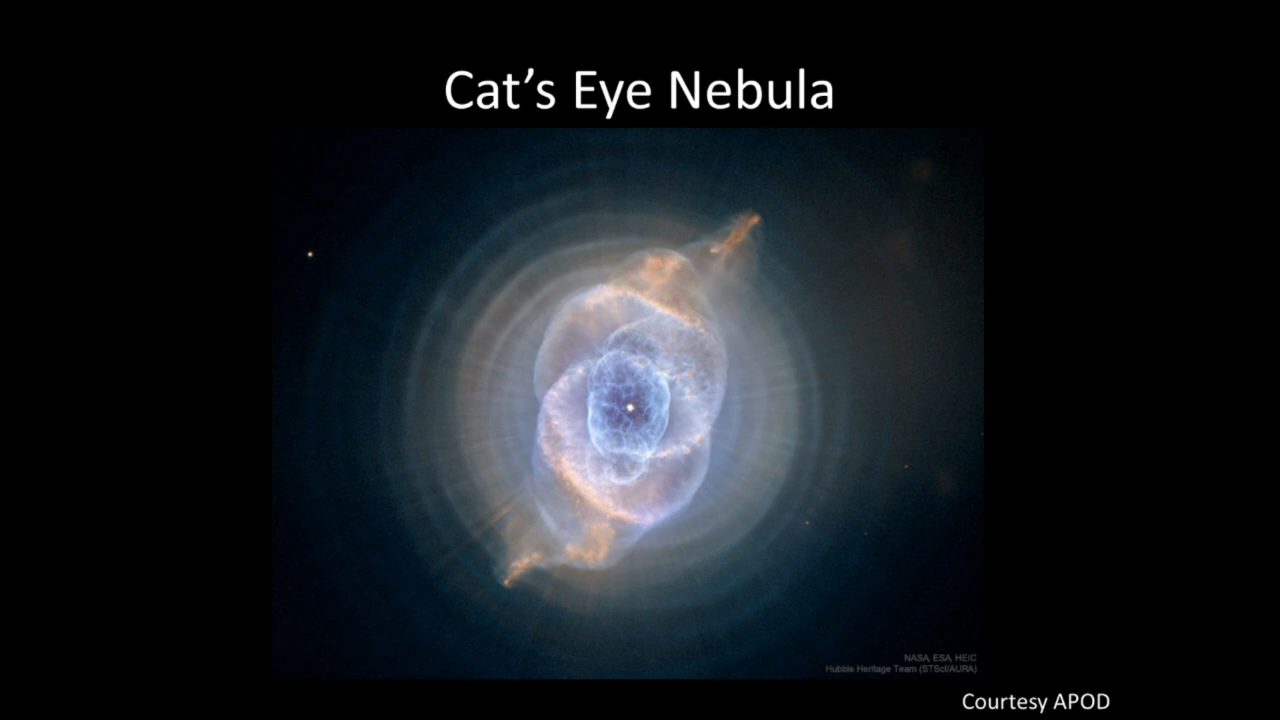 Cat’s Eye Nebula
NASA, ESA, HEIC
Hubble Heritage Team (STScI/AURA)
Courtesy APOD